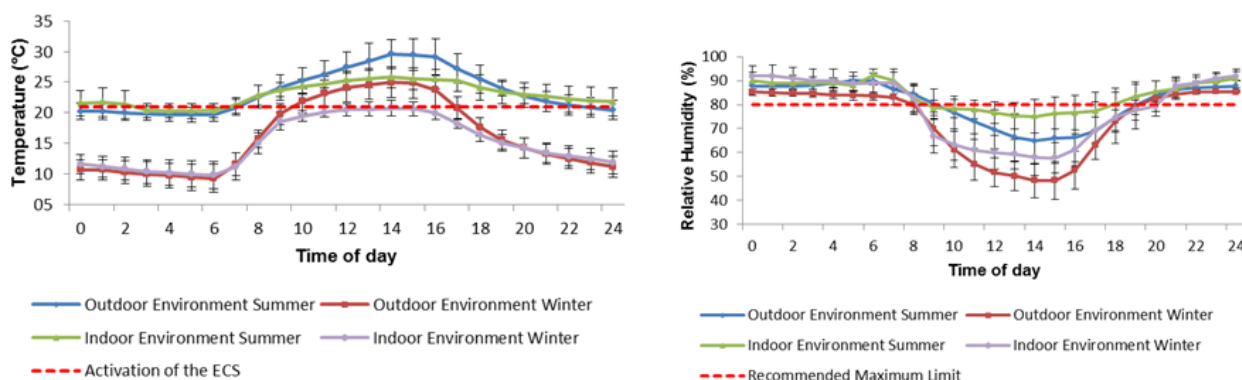 35
30
25
20
15
10
05
Temperature (°C)
0 2 4 6 8 10 12 14 16 18 20 22 24
Time of day
Outdoor Environment Summer Outdoor Environment Winter
Indoor Environment Summer Indoor Environment Winter
Activation of the ECS
100
90
80
70
60
50
40
30
Relative Humidity (%)
0 2 4 6 8 10 12 14 16 18 20 22 24
Time of day
Outdoor Environment Summer Outdoor Environment Winter
Indoor Environment Summer Indoor Environment Winter
Recommended Maximum Limit